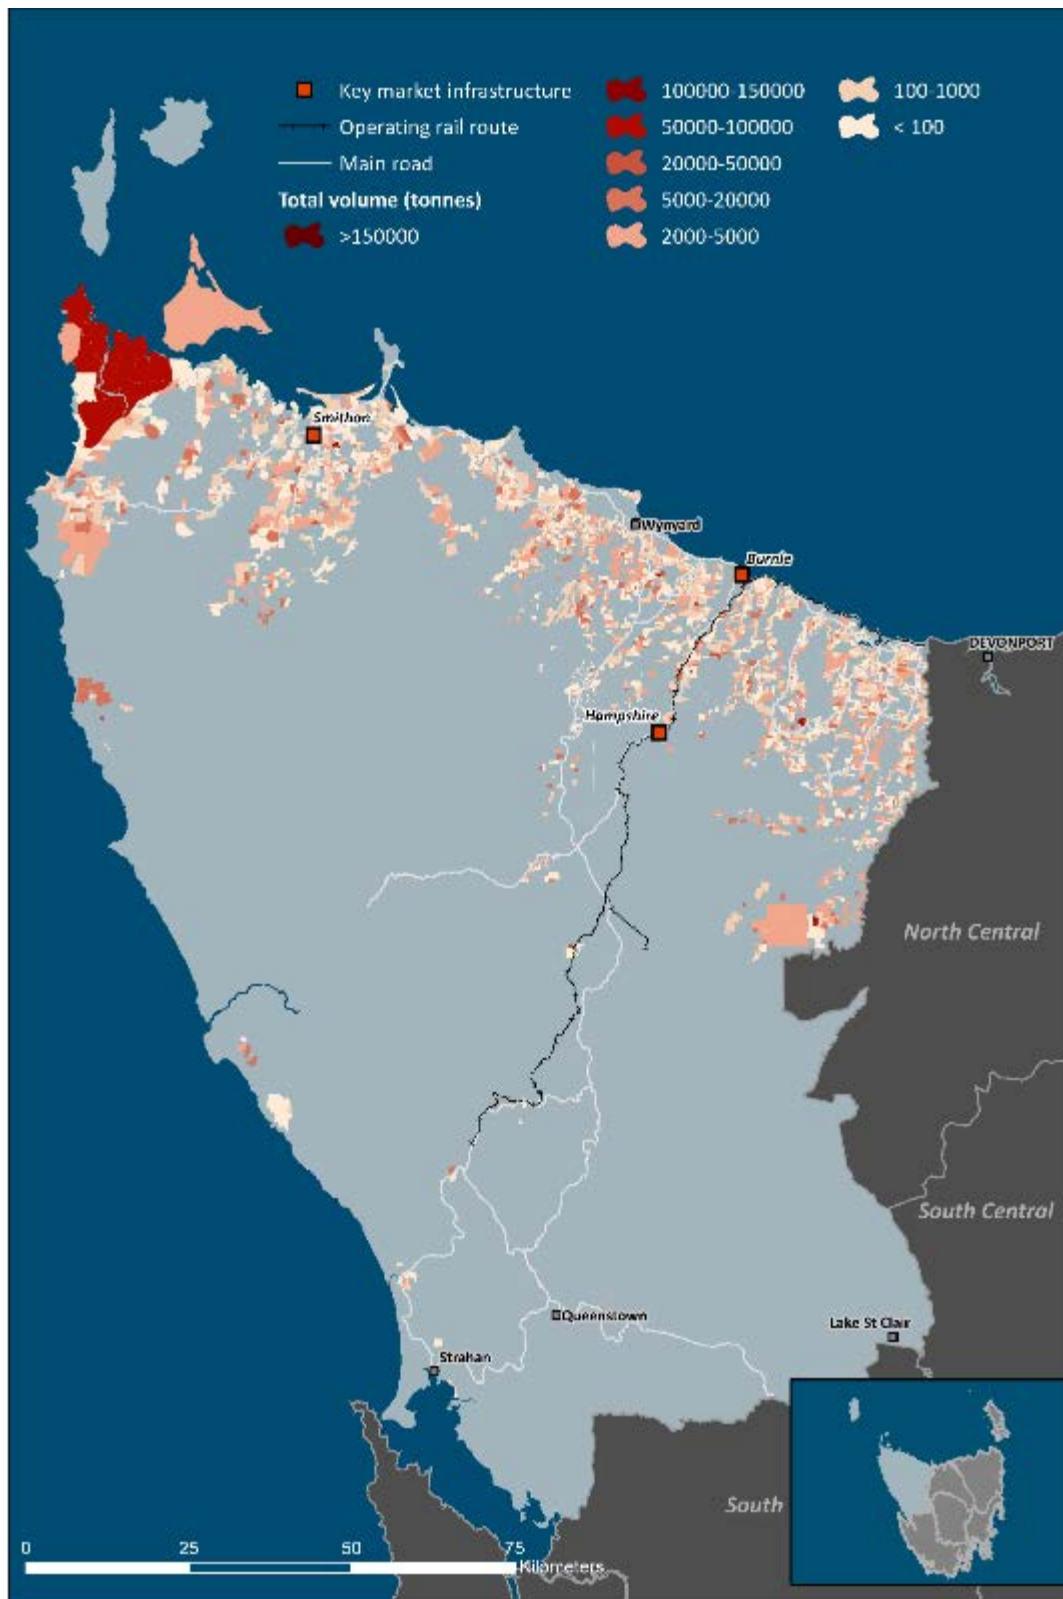 Key market infrastructure
Operating rail route
Main road
Total volume (tonnes)
>150000
100000-150000
50000-100000
20000-50000
5000-20000
2000-5000
100-1000
< 100
Smithon
Wynyard
Burnie
DEVONPORT
Hampshire
North Central
South Central
Queenstown
Lake St Clair
Strahan
South
0 25 50 75
Kilometers